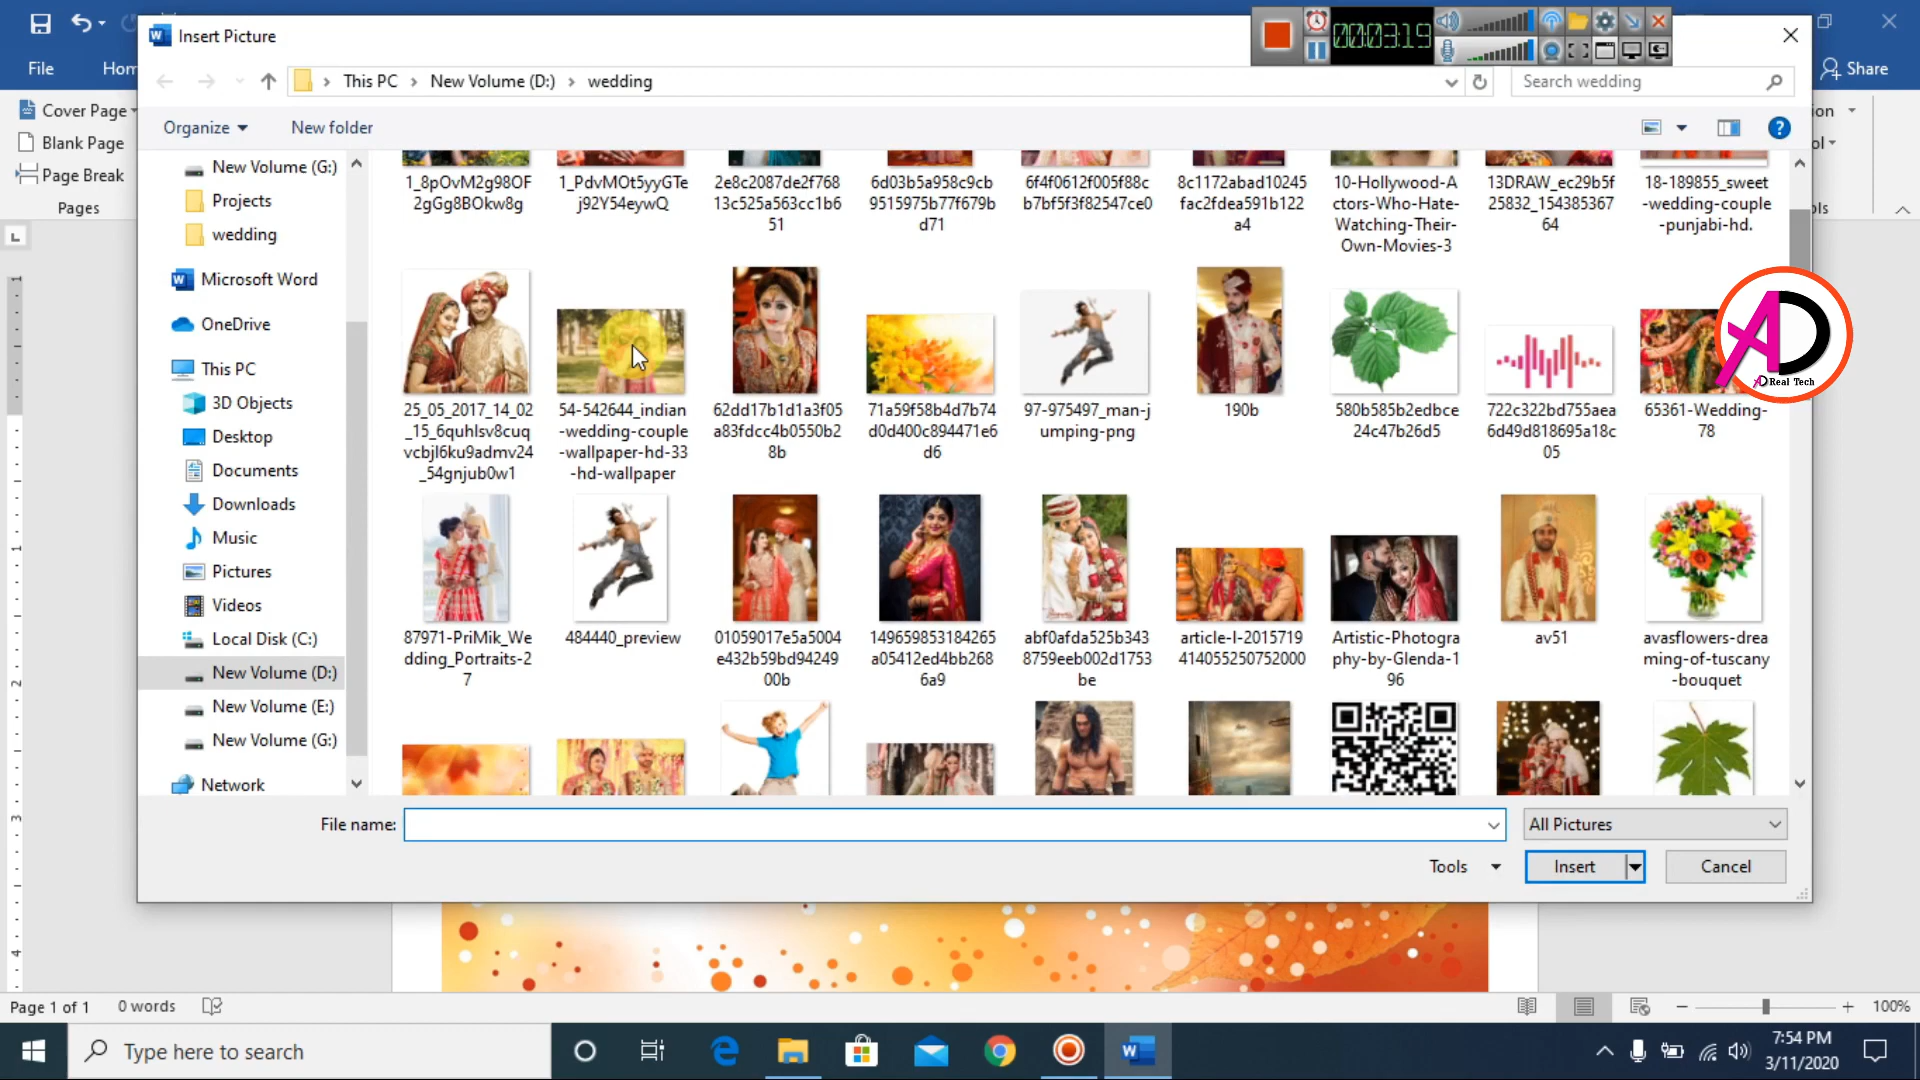 Insert Picture
00:03:19
File
Hom
Share
This PC
New Volume (D:)
wedding
Search wedding
Cover Page
Blank Page
Page Break
Pages
Organize
New folder
ion
ol
ols
New Volume (G:)
Projects
wedding
Microsoft Word
OneDrive
This PC
3D Objects
Desktop
Documents
Downloads
Music
Pictures
Videos
Local Disk (C:)
New Volume (D:)
New Volume (E:)
New Volume (G:)
Network
1_8pOvM2g98OF
2gGg8BOkw8g
1_PdvMOt5yyGTe
j92Y54eywQ
2e8c2087de2f768
13c525a563cc1b6
51
6d03b5a958c9cb
9515975b77f679b
d71
6f4f0612f005f88c
b7bf5f3f82547ce0
8c1172abad10245
fac2fdea591b122
a4
10-Hollywood-A
ctors-Who-Hate-
Watching-Their-
Own-Movies-3
13DRAW_ec29b5f
25832_154385367
64
18-189855_sweet
-wedding-couple
-punjabi-hd.
25_05_2017_14_02
_15_6quhlsv8cuq
vcbjl6ku9admv24
_54gnjub0w1
54-542644_indian
-wedding-couple
-wallpaper-hd-33
-hd-wallpaper
62dd17b1d1a3f05
a83fdcc4b0550b2
8b
71a59f58b4d7b74
d0d400c894471e6
d6
97-975497_man-j
umping-png
190b
580b585b2edbce
24c47b26d5
722c322bd755aea
6d49d818695a18c
05
65361-Wedding-
78
AD Real Tech
87971-PriMik_We
dding_Portraits-2
7
484440_preview
01059017e5a5004
e432b59bd94249
00b
149659853184265
a05412ed4bb268
6a9
abf0afda525b343
8759eeb002d1753
be
article-l-2015719
414055250752000
Artistic-Photogra
phy-by-Glenda-1
96
av51
avasflowers-drea
ming-of-tuscany
-bouquet
File name:
All Pictures
Tools
Insert
Cancel
Page 1 of 1
0 words
100%
Type here to search
7:54 PM
3/11/2020